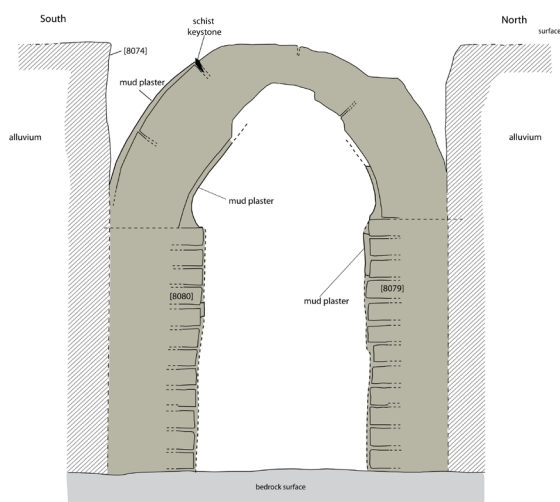 South
schist
keystone
North
surface
[8074]
mud plaster
alluvium
alluvium
mud plaster
[8080]
[8079]
mud plaster
bedrock surface